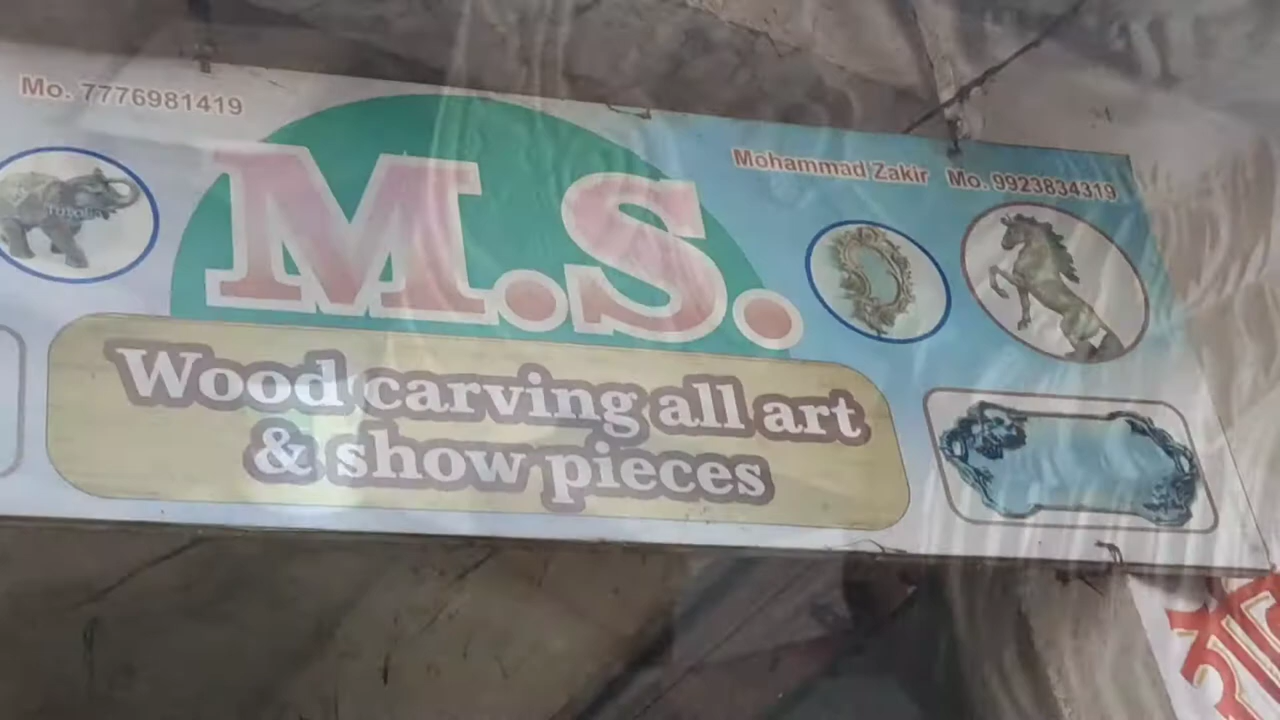 Mo. 7776981419
Mohammad Zakir Mo. 9923834319
M.S.
Wood carving all art
& show pieces